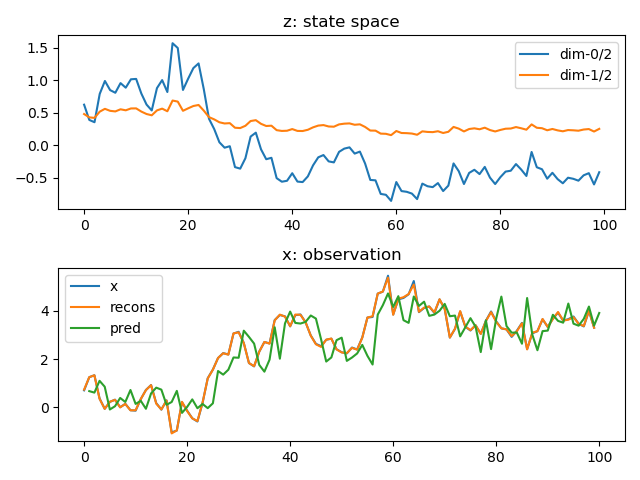 z: state space
1.5
1.0
0.5
0.0
−0.5
dim-0/2
dim-1/2
0 20 40 60 80 100
x: observation
4
2
0
x
recons
pred
0 20 40 60 80 100